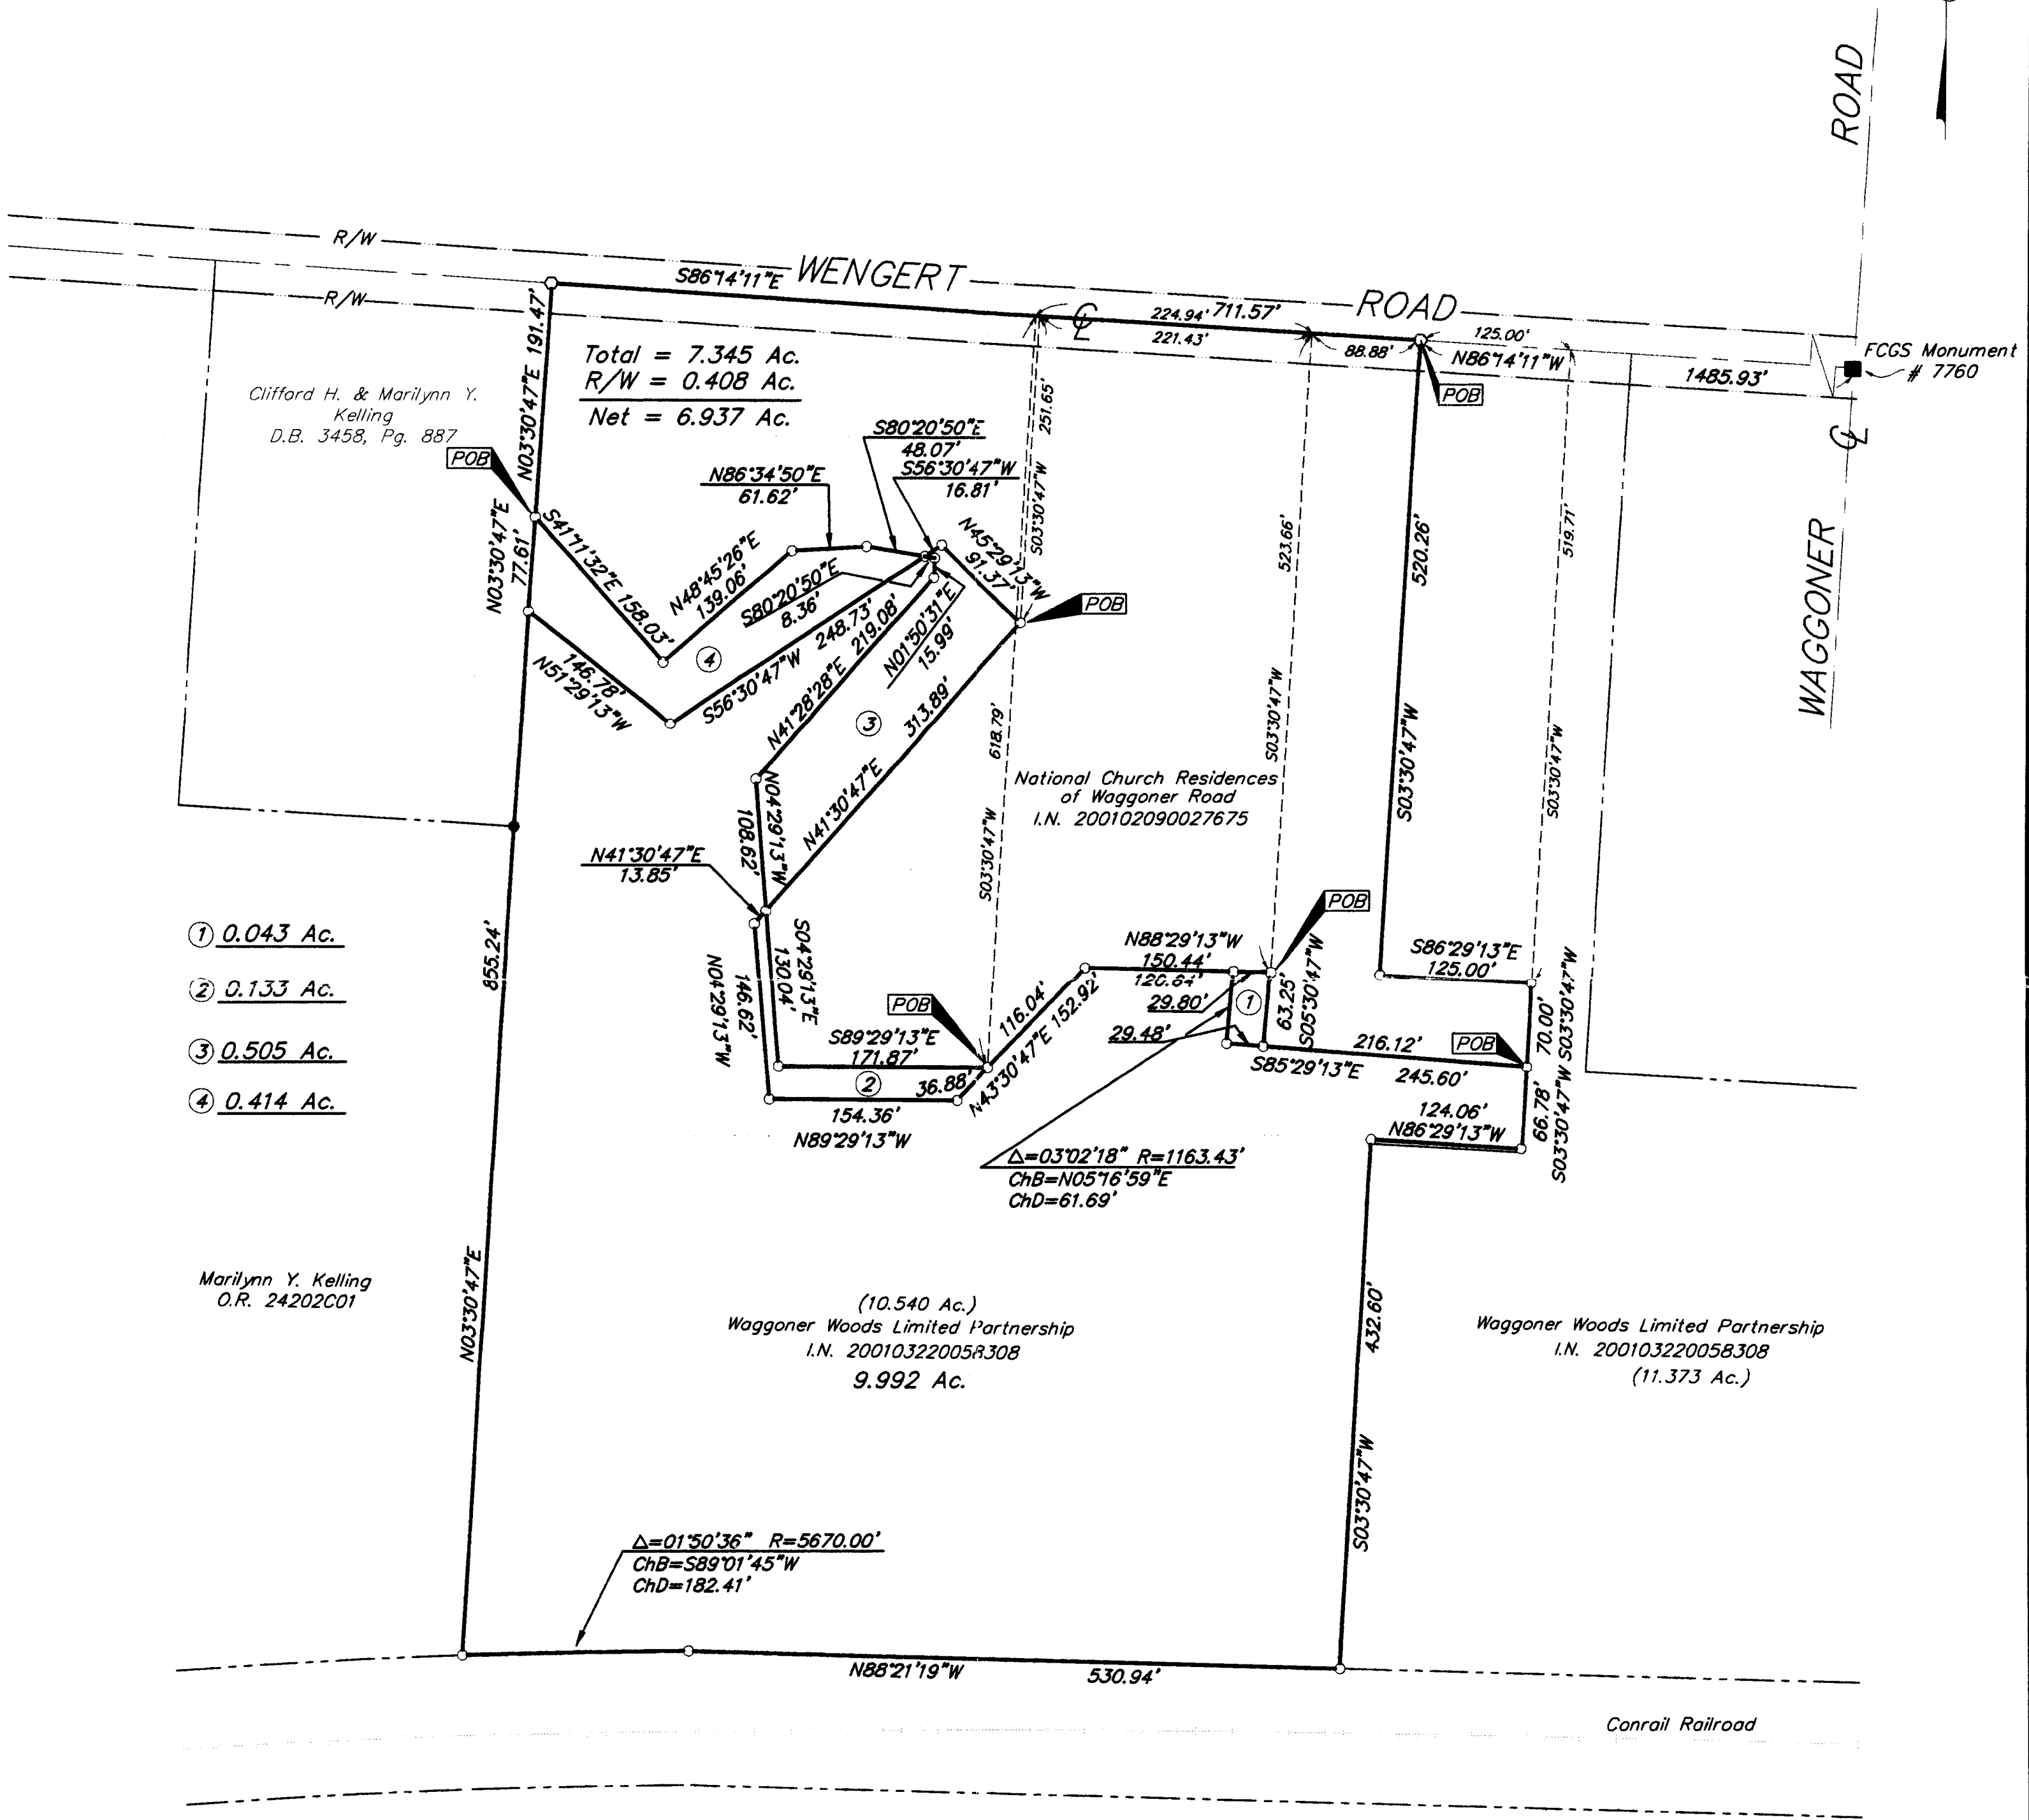 ROAD
R/W
WENGERT
S86°14'11"E
R/W
ROAD
224.94'
711.57'
221.43'
88.88'
125.00'
N86°14'11"W
1485.93'
FCGS Monument
# 7760
POB
WAGGONER
N03°30'47"E 191.47'
Total = 7.345 Ac.
R/W = 0.408 Ac.
Net = 6.937 Ac.
Clifford H. & Marilynn Y.
Kelling
D.B. 3458, Pg. 887
POB
S80°20'50"E
48.07'
S56°30'47"W
16.81'
N86°34'50"E
61.62'
251.65'
S03°30'47"W
N45°29'13"W
91.37'
523.66'
520.26'
519.71'
N03°30'47"E
77.61'
S41°11'32"E 158.03'
N48°45'26"E
139.06'
S80°20'50"E
8.36'
POB
N01°50'31"E
15.99'
146.78'
N51°29'13"W
4
S56°30'47"W 248.73'
N41°28'28"E 219.08'
3
N41°30'47"E 313.89'
618.79'
S03°30'47"W
S03°30'47"W
S03°30'47"W
S03°30'47"W
National Church Residences
of Waggoner Road
I.N. 200102090027675
N04°29'13"W
108.62'
N41°30'47"E
13.85'
1 0.043 Ac.
2 0.133 Ac.
3 0.505 Ac.
4 0.414 Ac.
855.24'
S04°29'13"E
130.04'
N04°29'13"W
146.62'
POB
S89°29'13"E
171.87'
2
36.88'
154.36'
N89°29'13"W
116.04'
N43°30'47"E 152.92'
N88°29'13"W
150.44'
120.64'
29.80'
29.48'
1
POB
63.25'
S05°30'47"W
S86°29'13"E
125.00'
216.12'
POB
S85°29'13"E
245.60'
70.00'
S03°30'47"W
66.78'
S03°30'47"W
124.06'
N86°29'13"W
Δ=03°02'18" R=1163.43'
ChB=N05°16'59"E
ChD=61.69'
N03°30'47"E
Marilynn Y. Kelling
O.R. 24202C01
(10.540 Ac.)
Waggoner Woods Limited Partnership
I.N. 200103220058308
9.992 Ac.
432.60'
S03°30'47"W
Waggoner Woods Limited Partnership
I.N. 200103220058308
(11.373 Ac.)
Δ=01°50'36" R=5670.00'
ChB=S89°01'45"W
ChD=182.41'
N88°21'19"W 530.94'
Conrail Railroad